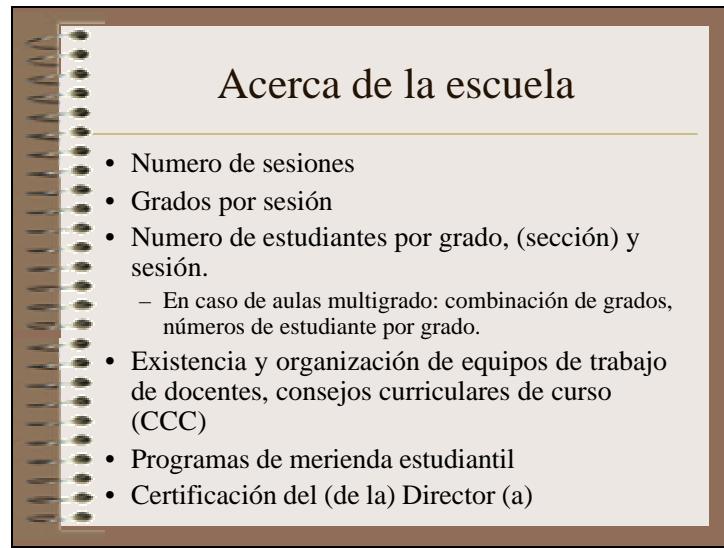 Acerca de la escuela
• Numero de sesiones
• Grados por sesión
• Numero de estudiantes por grado, (sección) y
sesión.
– En caso de aulas multigrado: combinación de grados,
números de estudiante por grado.
• Existencia y organización de equipos de trabajo
de docentes, consejos curriculares de curso
(CCC)
• Programas de merienda estudiantil
• Certificación del (de la) Director (a)